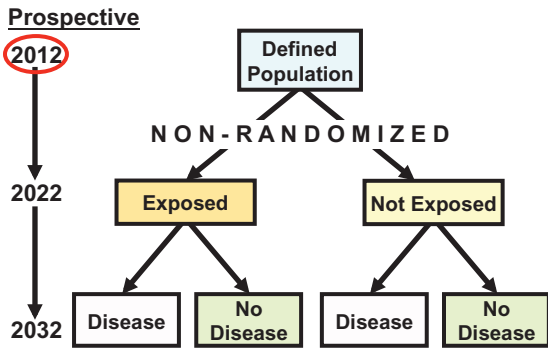 Prospective
2012
Defined
Population
NON-RANDOMIZED
2022
Exposed
Not Exposed
2032
Disease
No
Disease
Disease
No
Disease